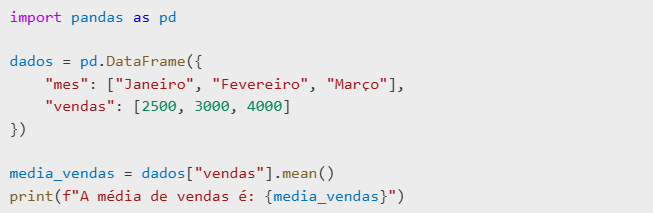 import pandas as pd
dados = pd.DataFrame({
    "mes": ["Janeiro", "Fevereiro", "Março"],
    "vendas": [2500, 3000, 4000]
})
media_vendas = dados["vendas"].mean()
print(f"A média de vendas é: {media_vendas}")